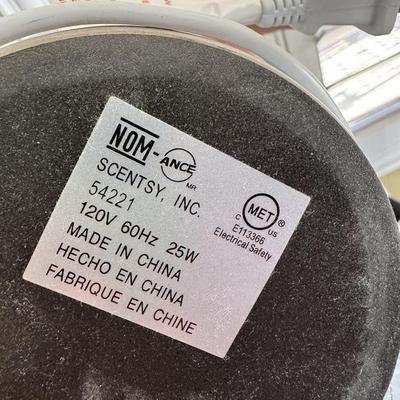 NOM-ANCE
MR
SCENTSY, INC.
54221
120V 60Hz 25W
MADE IN CHINA
HECHO EN CHINA
FABRIQUE EN CHINE
C MET US ®
E113366
Electrical Safety